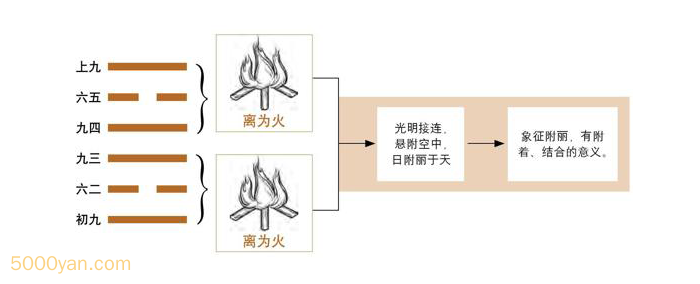 上九
六五
九四
九三
六二
初九
离为火
离为火
光明接连、
悬附空中，
日附丽于天
象征附丽，有附
着、结合的意义。
5000yan.com